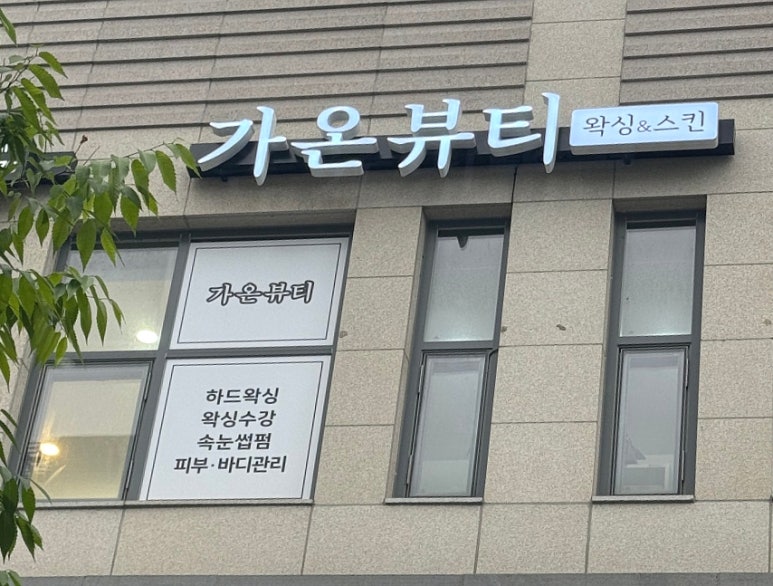 가온뷰티 왁싱&스킨
가온뷰티
하드왁싱
왁싱수강
속눈썹펌
피부·바디관리